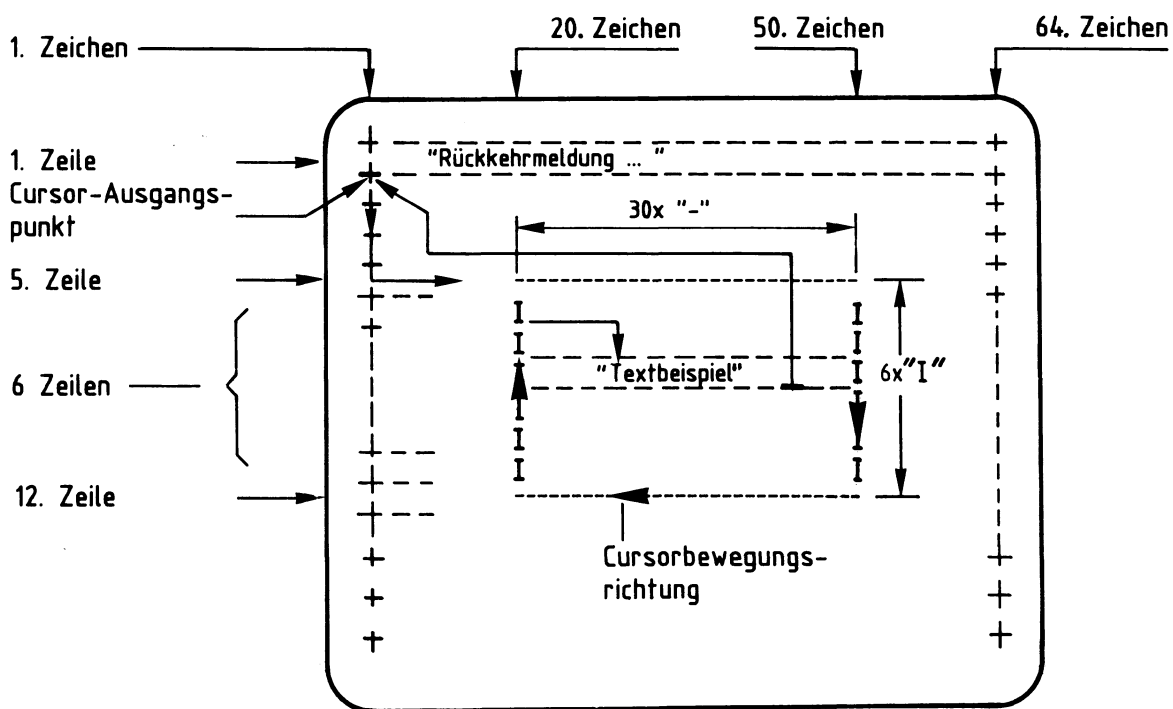 1. Zeichen
20. Zeichen
50. Zeichen
64. Zeichen
1. Zeile
"Rückkehrmeldung ... "
Cursor-Ausgangs-
punkt
30x "-"
5. Zeile
I I
I I
6 Zeilen
"Textbeispiel"
I
6x"I"
I I
I I
12. Zeile
Cursorbewegungs-
richtung